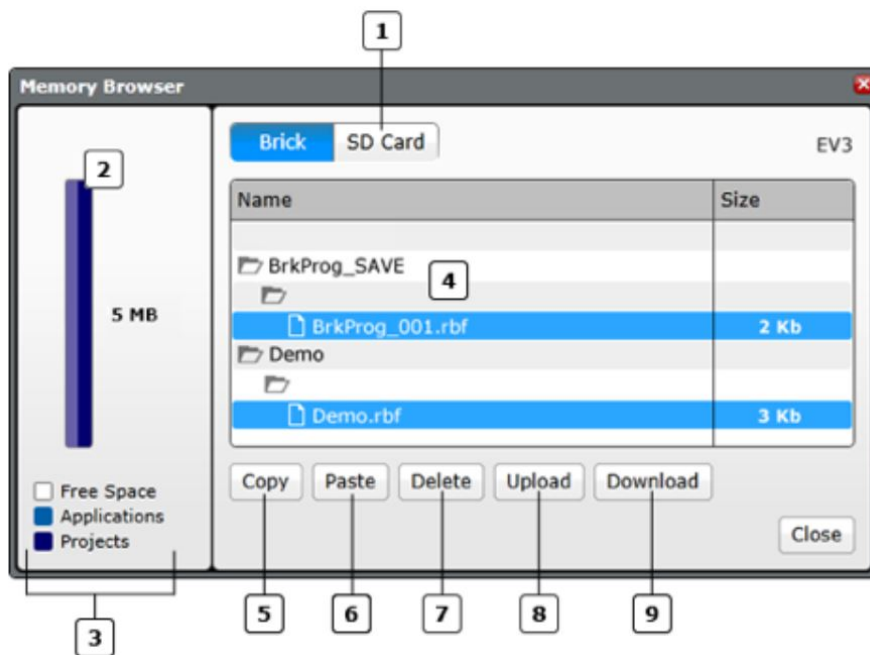 1
Memory Browser
2
Brick SD Card
EV3
Name Size
BrkProg_SAVE
4
5 MB
BrkProg_001.rbf 2 Kb
Demo
Demo.rbf 3 Kb
Copy Paste Delete Upload Download
Free Space
Applications
Projects
Close
3
5 6 7 8 9